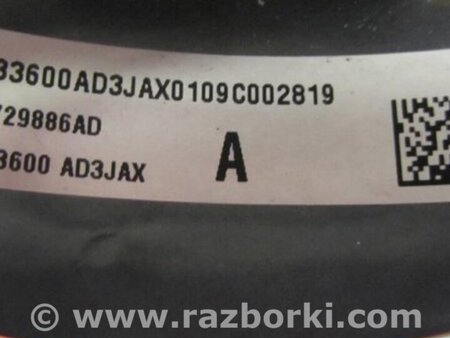 33600AD3JAX0109C002819
729886AD
3600 AD3JAX
A
© www.razborki.com